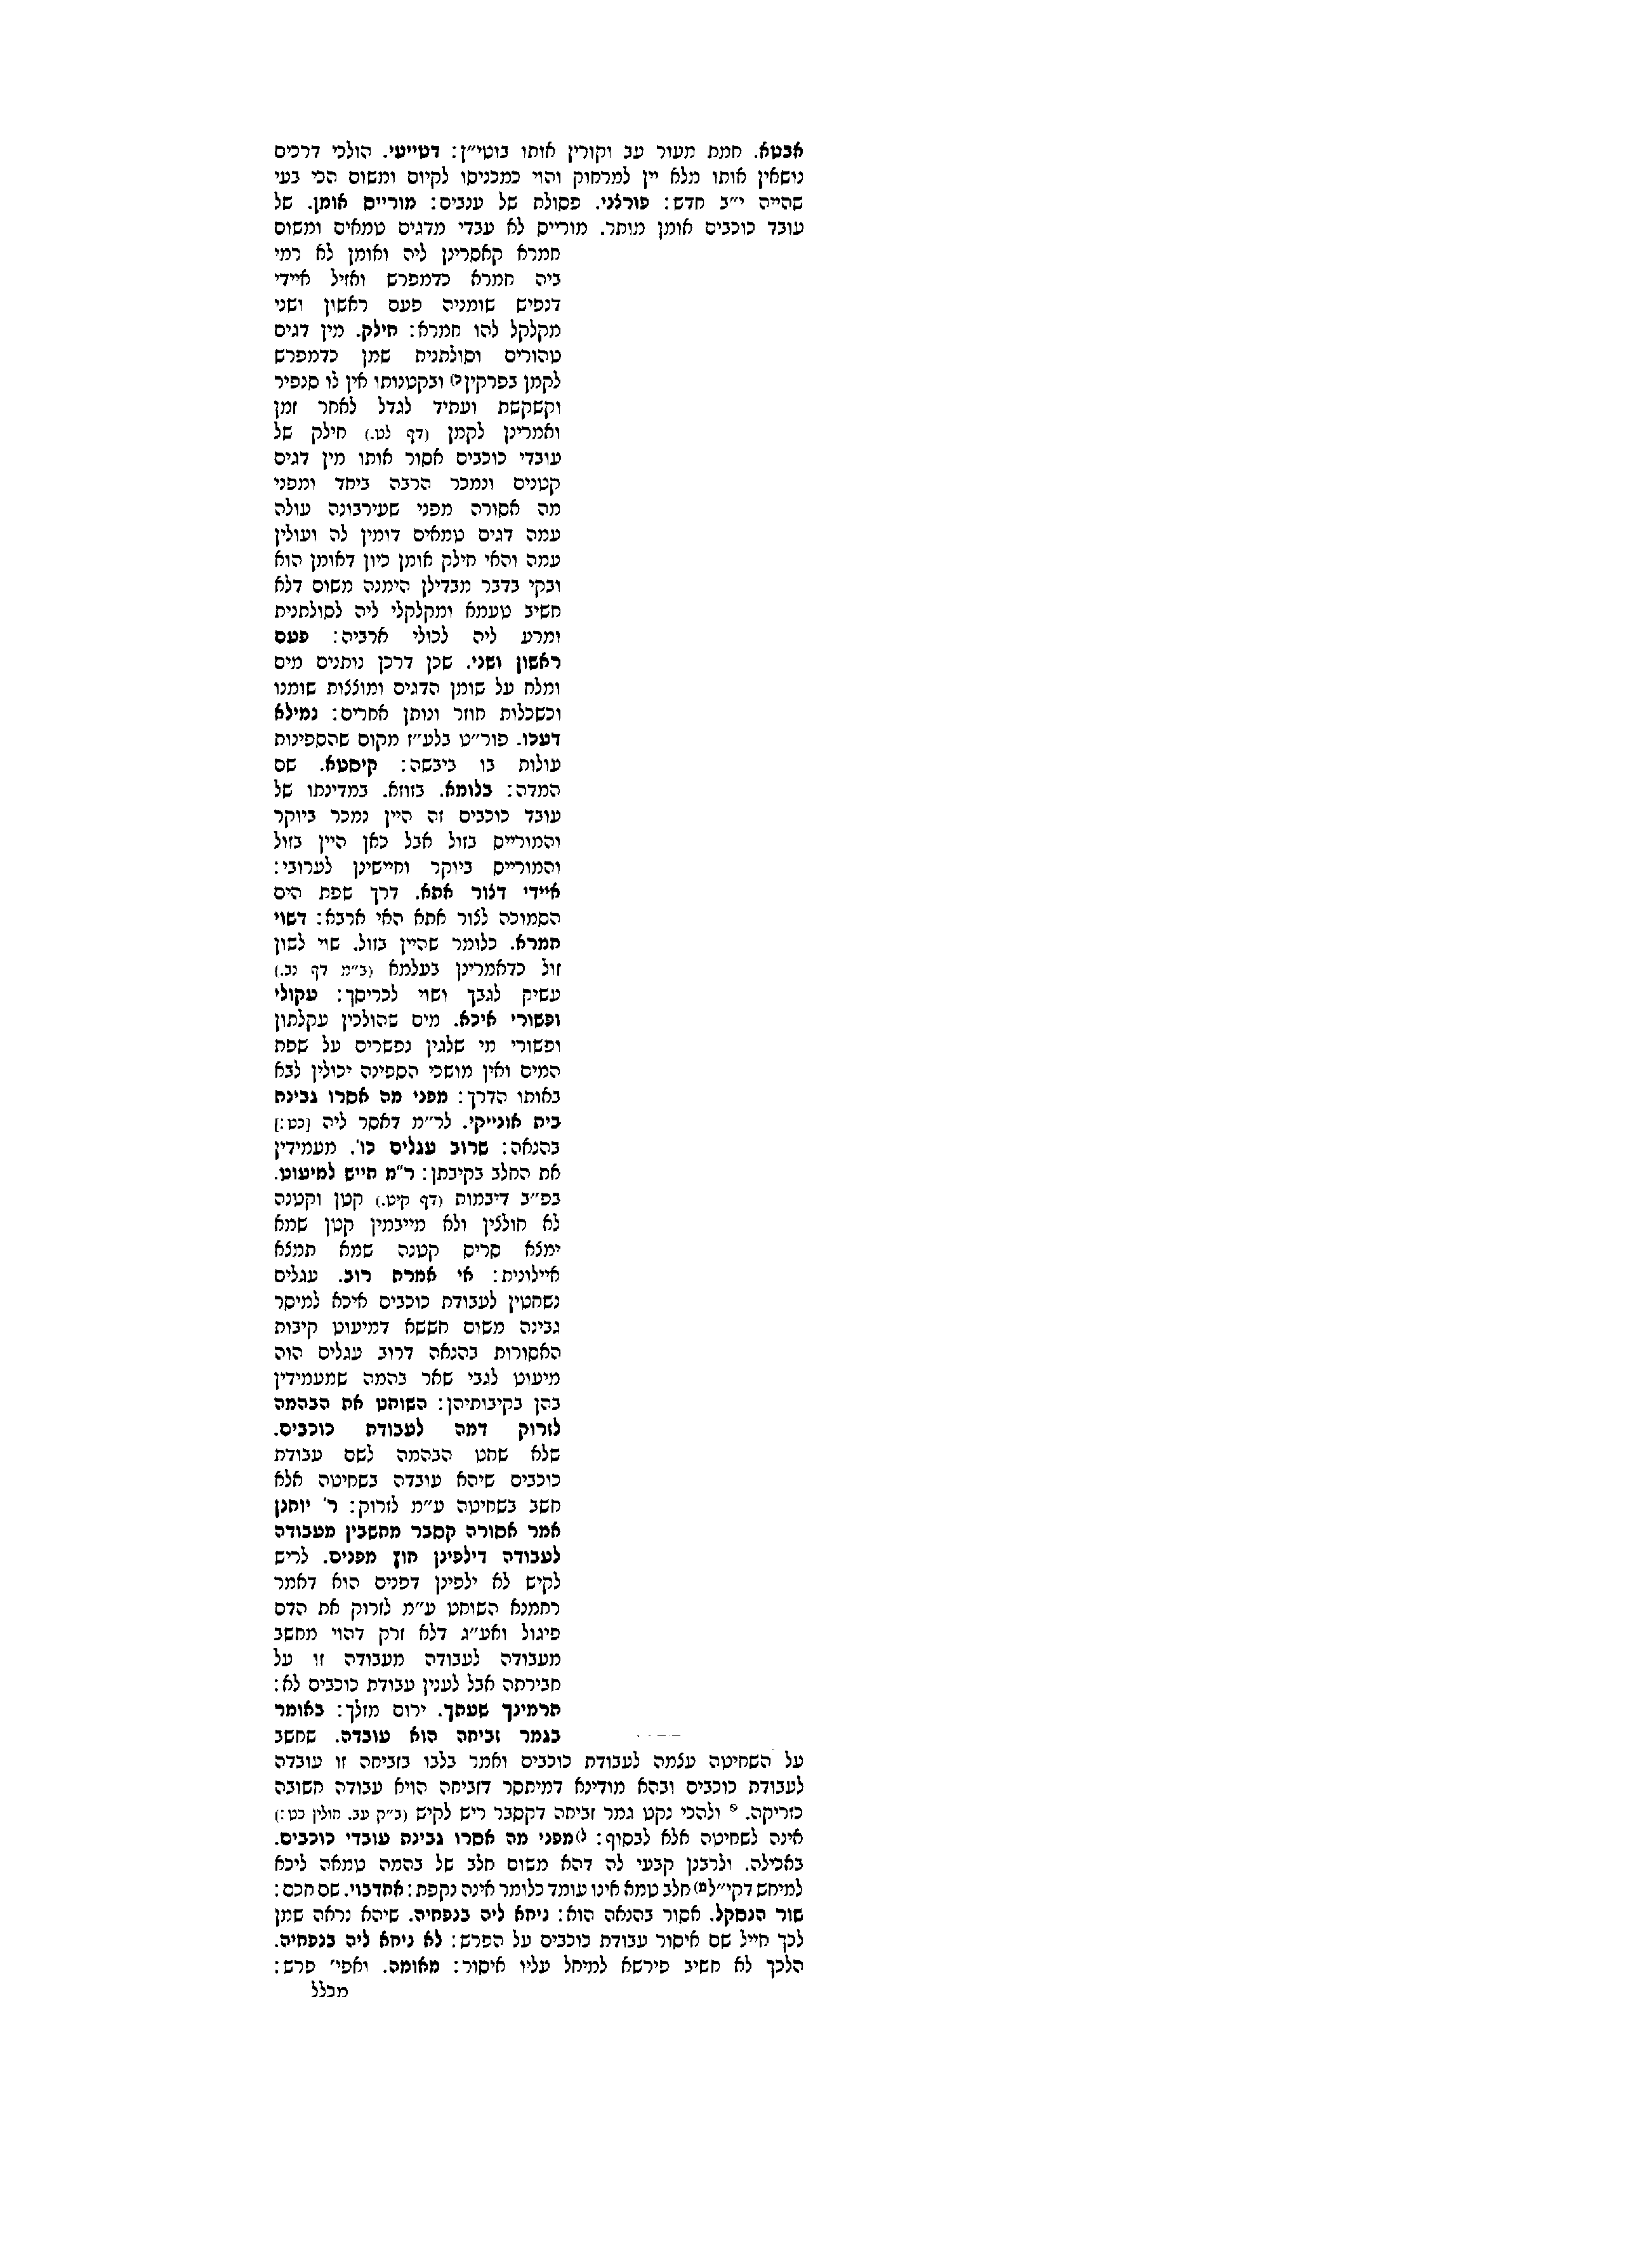 אבטא. חמת מעור עב וקורין אותו בוטי״ן: דטייעי. הולכי דרכים
נושאין אותו מלא יין למרחוק והוי כמכניסו לקיום ומשום הכי בעי
שהייה י״ב חדש: פורצני. פסולת של ענבים: מורייס אומן. של
עובד כוכבים אומן מותר. מורייס לא עבדי מדגים טמאים ומשום
חמרא קאסרינן ליה ואומן לא רמי
ביה חמרא כדמפרש ואזיל איידי
דנפיש שומניה פעם ראשון ושני
מקלקל להו חמרא: חילק. מין דגים
טהורים וסולתנית שמן כדמפרש
לקמן בפרקין כ) ובקטנותו אין לו סנפיר
וקשקשת ועתיד לגדל לאחר זמן
ואמרינן לקמן (דף לט.) חילק של
עובדי כוכבים אסור אותו מין דגים
קטנים ונמכר הרבה ביחד ומפני
מה אסורה מפני שעירבונה עולה
עמה דגים טמאים דומין לה ועולין
עמה והאי חילק אומן כיון דאומן הוא
ובקי בדבר מבדילן הימנה משום דלא
חשיב טעמא ומקלקלי ליה לסולתנית
ומרע ליה לכולי ארביה: פעם
ראשון ושני. שכן דרכן נותנים מים
ומלח על שומן הדגים ומוצצות שומנו
וכשכלות חוזר ונותן אחרים: נמילא
דעכו. פור״ט בלע״ז מקום שהספינות
עולות בו ביבשה: קיסטא. שם
המדה: בלומא. בזוזא. במדינתו של
עובד כוכבים זה היין נמכר ביוקר
והמורייס בזול אבל כאן היין בזול
והמורייס ביוקר וחיישינן לערובי:
איידי דצור אתא. דרך שפת הים
הסמוכה לצור אתא האי ארבא: דשוי
חמרא. כלומר שהיין בזול. שוי לשון
זול כדאמרינן בעלמא (ב״מ דף נב.)
עשיק לגבך ושוי לכריסך: עקולי
ופשורי איכא. מים שהולכין עקלתון
ופשורי מי שלגין נפשרים על שפת
המים ואין מושכי הספינה יכולין לבא
באותו הדרך: מפני מה אסרו גבינת
בית אונייקי. לר״מ דאסר ליה [כט:]
בהנאה: שרוב עגלים כו׳. מעמידין
את החלב בקיבתן: ר״מ חייש למיעוט.
בפ״ב דיבמות (דף קיט.) קטן וקטנה
לא חולצין ולא מייבמין קטן שמא
ימצא סריס קטנה שמא תמצא
איילונית: אי אמרת רוב. עגלים
נשחטין לעבודת כוכבים איכא למיסר
גבינה משום חששא דמיעוט קיבות
האסורות בהנאה דרוב עגלים הוה
מיעוט לגבי שאר בהמה שמעמידין
בהן בקיבותיהן: השוחט את הבהמה
לזרוק דמה לעבודת כוכבים.
שלא שחט הבהמה לשם עבודת
כוכבים שיהא עובדה בשחיטה אלא
חשב בשחיטה ע״מ לזרוק: ר׳ יוחנן
אמר אסורה קסבר מחשבין מעבודה
לעבודה דילפינן חוץ מפנים. לריש
לקיש לא ילפינן דפנים הוא דאמר
רחמנא השוחט ע״מ לזרוק את הדם
פיגול ואע״ג דלא זרק דהוי מחשב
מעבודה לעבודה מעבודה זו על
חבירתה אבל לענין עבודת כוכבים לא:
תרמינך שעתך. ירום מזלך: באומר
בגמר זביחה הוא עובדה. שחשב
על השחיטה עצמה לעבודת כוכבים ואמר בלבו בזביחה זו עובדה
לעבודת כוכבים ובהא מודינא דמיתסר דזביחה הויא עבודה חשובה
כזריקה. ולהכי נקט גמר זביחה דקסבר ריש לקיש (ב״ק עב. חולין כט:)
אינה לשחיטה אלא לבסוף: ל) מפני מה אסרו גבינת עובדי כוכבים.
באכילה. ולרבנן קבעי לה דהא משום חלב של בהמה טמאה ליכא
למיחש דקי״ל מ) חלב טמא אינו עומד כלומר אינה נקפת: אחדבוי. שם חכם:
שור הנסקל. אסור בהנאה הוא: ניחא ליה בנפחיה. שיהא נראה שמן
לכך חייל שם איסור עבודת כוכבים על הפרש: לא ניחא ליה בנפחיה.
הלכך לא חשיב פירשא למיחל עליו איסור: מאומה. ואפי׳ פרש:
מכלל